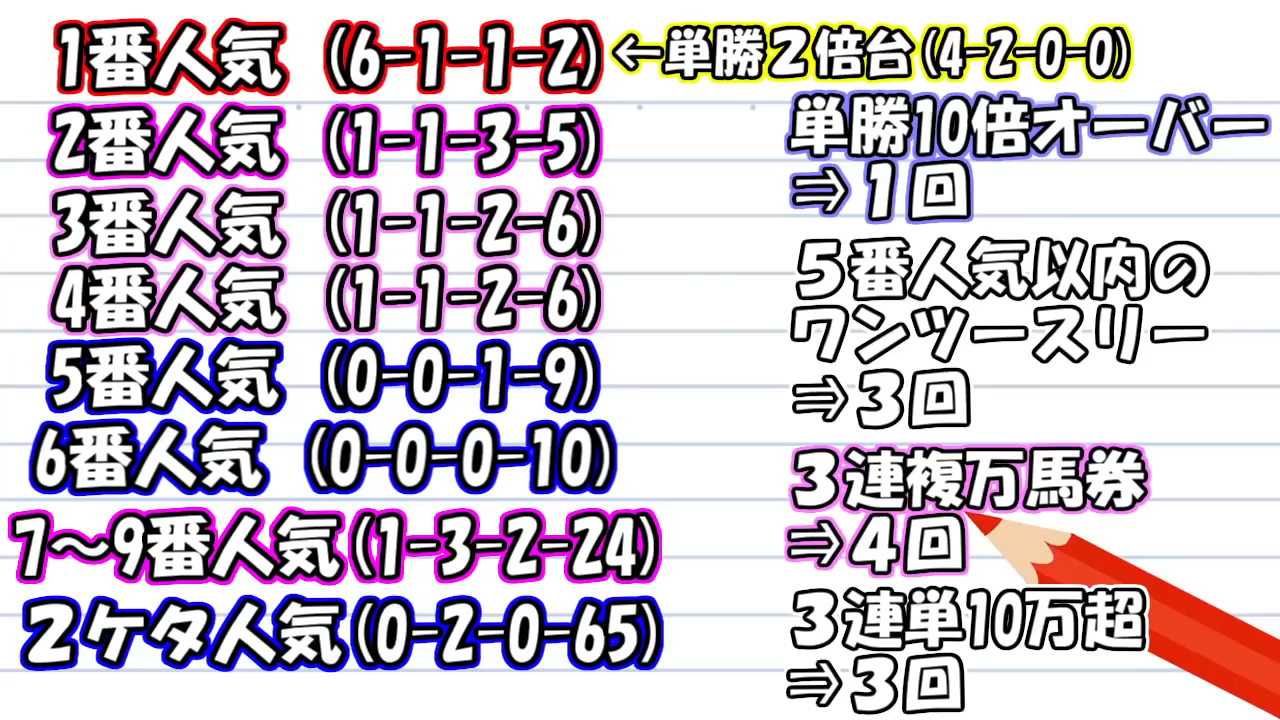 1番人気 (6-1-1-2) ←単勝2倍台(4-2-0-0)
2番人気 (1-1-3-5)
3番人気 (1-1-2-6)
4番人気 (1-1-2-6)
5番人気 (0-0-1-9)
6番人気 (0-0-0-10)
7～9番人気(1-3-2-24)
2ケタ人気(0-2-0-65)
単勝10倍オーバー
⇒1回
5番人気以内の
ワンツースリー
⇒3回
3連複万馬券
⇒4回
3連単10万超
⇒3回